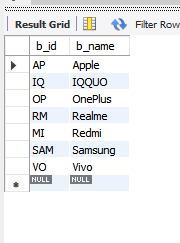 Result Grid Filter Row
b_id b_name
AP Apple
IQ IQQUO
OP OnePlus
RM Realme
MI Redmi
SAM Samsung
VO Vivo
NULL NULL